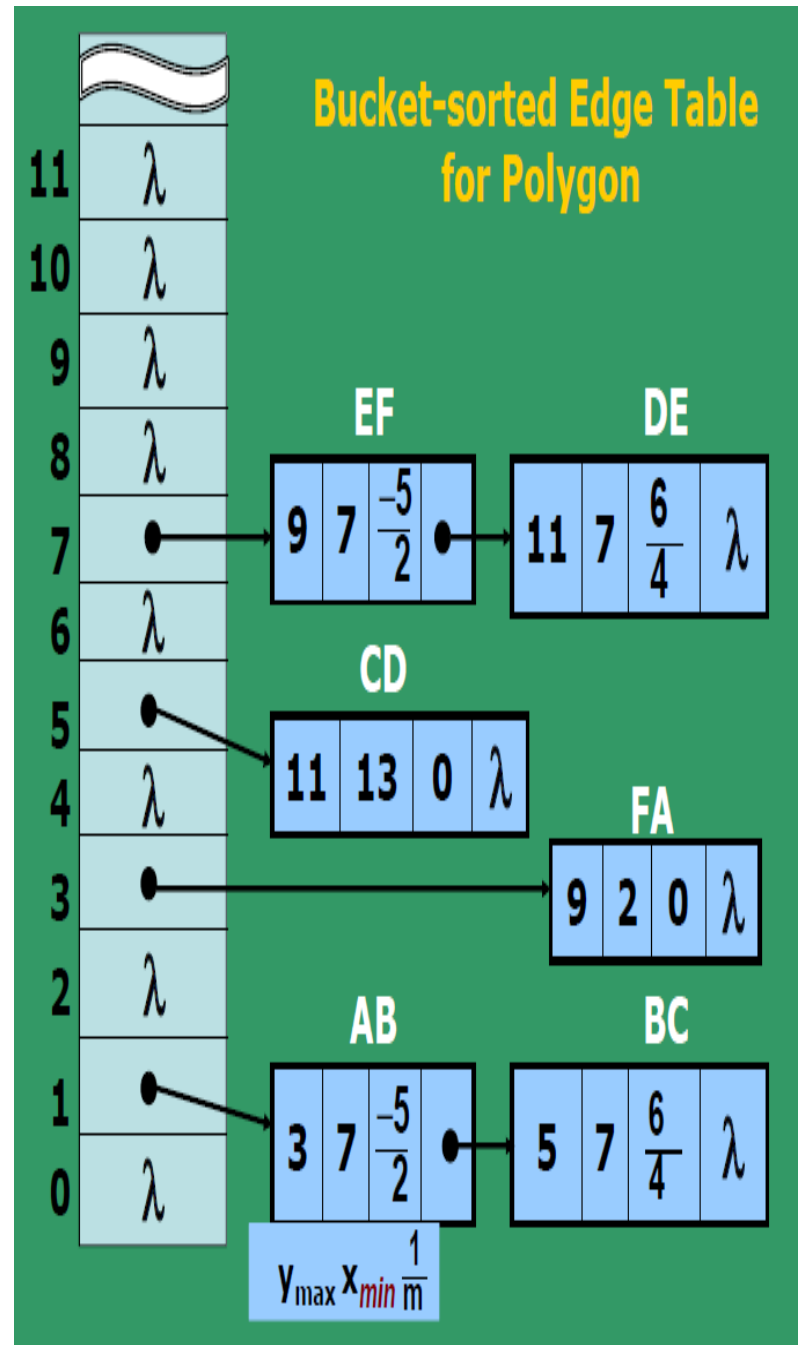 Bucket-sorted Edge Table
for Polygon
11 λ
10 λ
9 λ
8 λ
EF DE
7 9 7 –5/2 11 7 6/4 λ
6 λ
CD
5 11 13 0 λ
4 λ
FA
3 9 2 0 λ
2 λ
AB BC
1 3 7 –5/2 5 7 6/4 λ
0 λ
ymax xmin 1/m